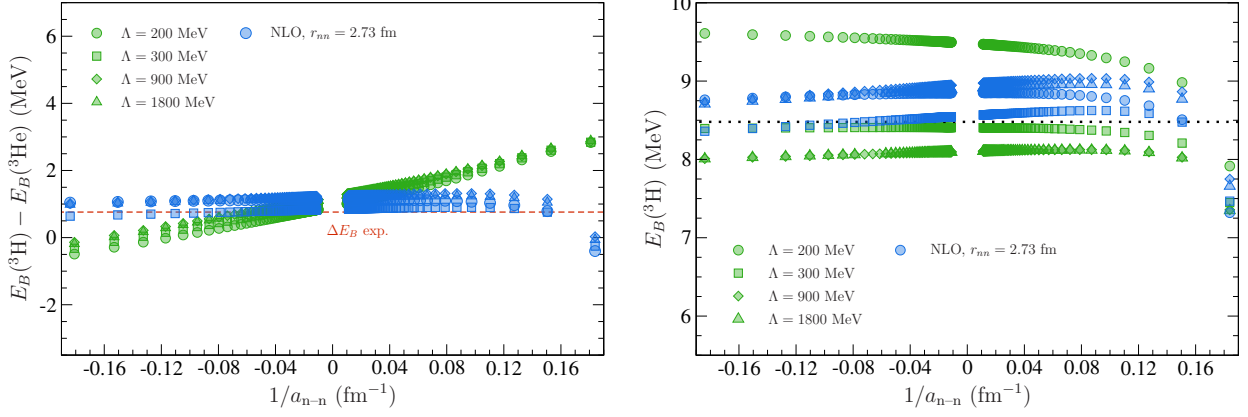 6
4
2
0
-2
E_B(³H) − E_B(³He) (MeV)
Λ = 200 MeV
Λ = 300 MeV
Λ = 900 MeV
Λ = 1800 MeV
NLO, r_nn = 2.73 fm
ΔE_B exp.
-0.16 -0.12 -0.08 -0.04 0 0.04 0.08 0.12 0.16
1/a_n–n (fm⁻¹)
10
9
8
7
6
E_B(³H) (MeV)
Λ = 200 MeV
Λ = 300 MeV
Λ = 900 MeV
Λ = 1800 MeV
NLO, r_nn = 2.73 fm
-0.16 -0.12 -0.08 -0.04 0 0.04 0.08 0.12 0.16
1/a_n–n (fm⁻¹)